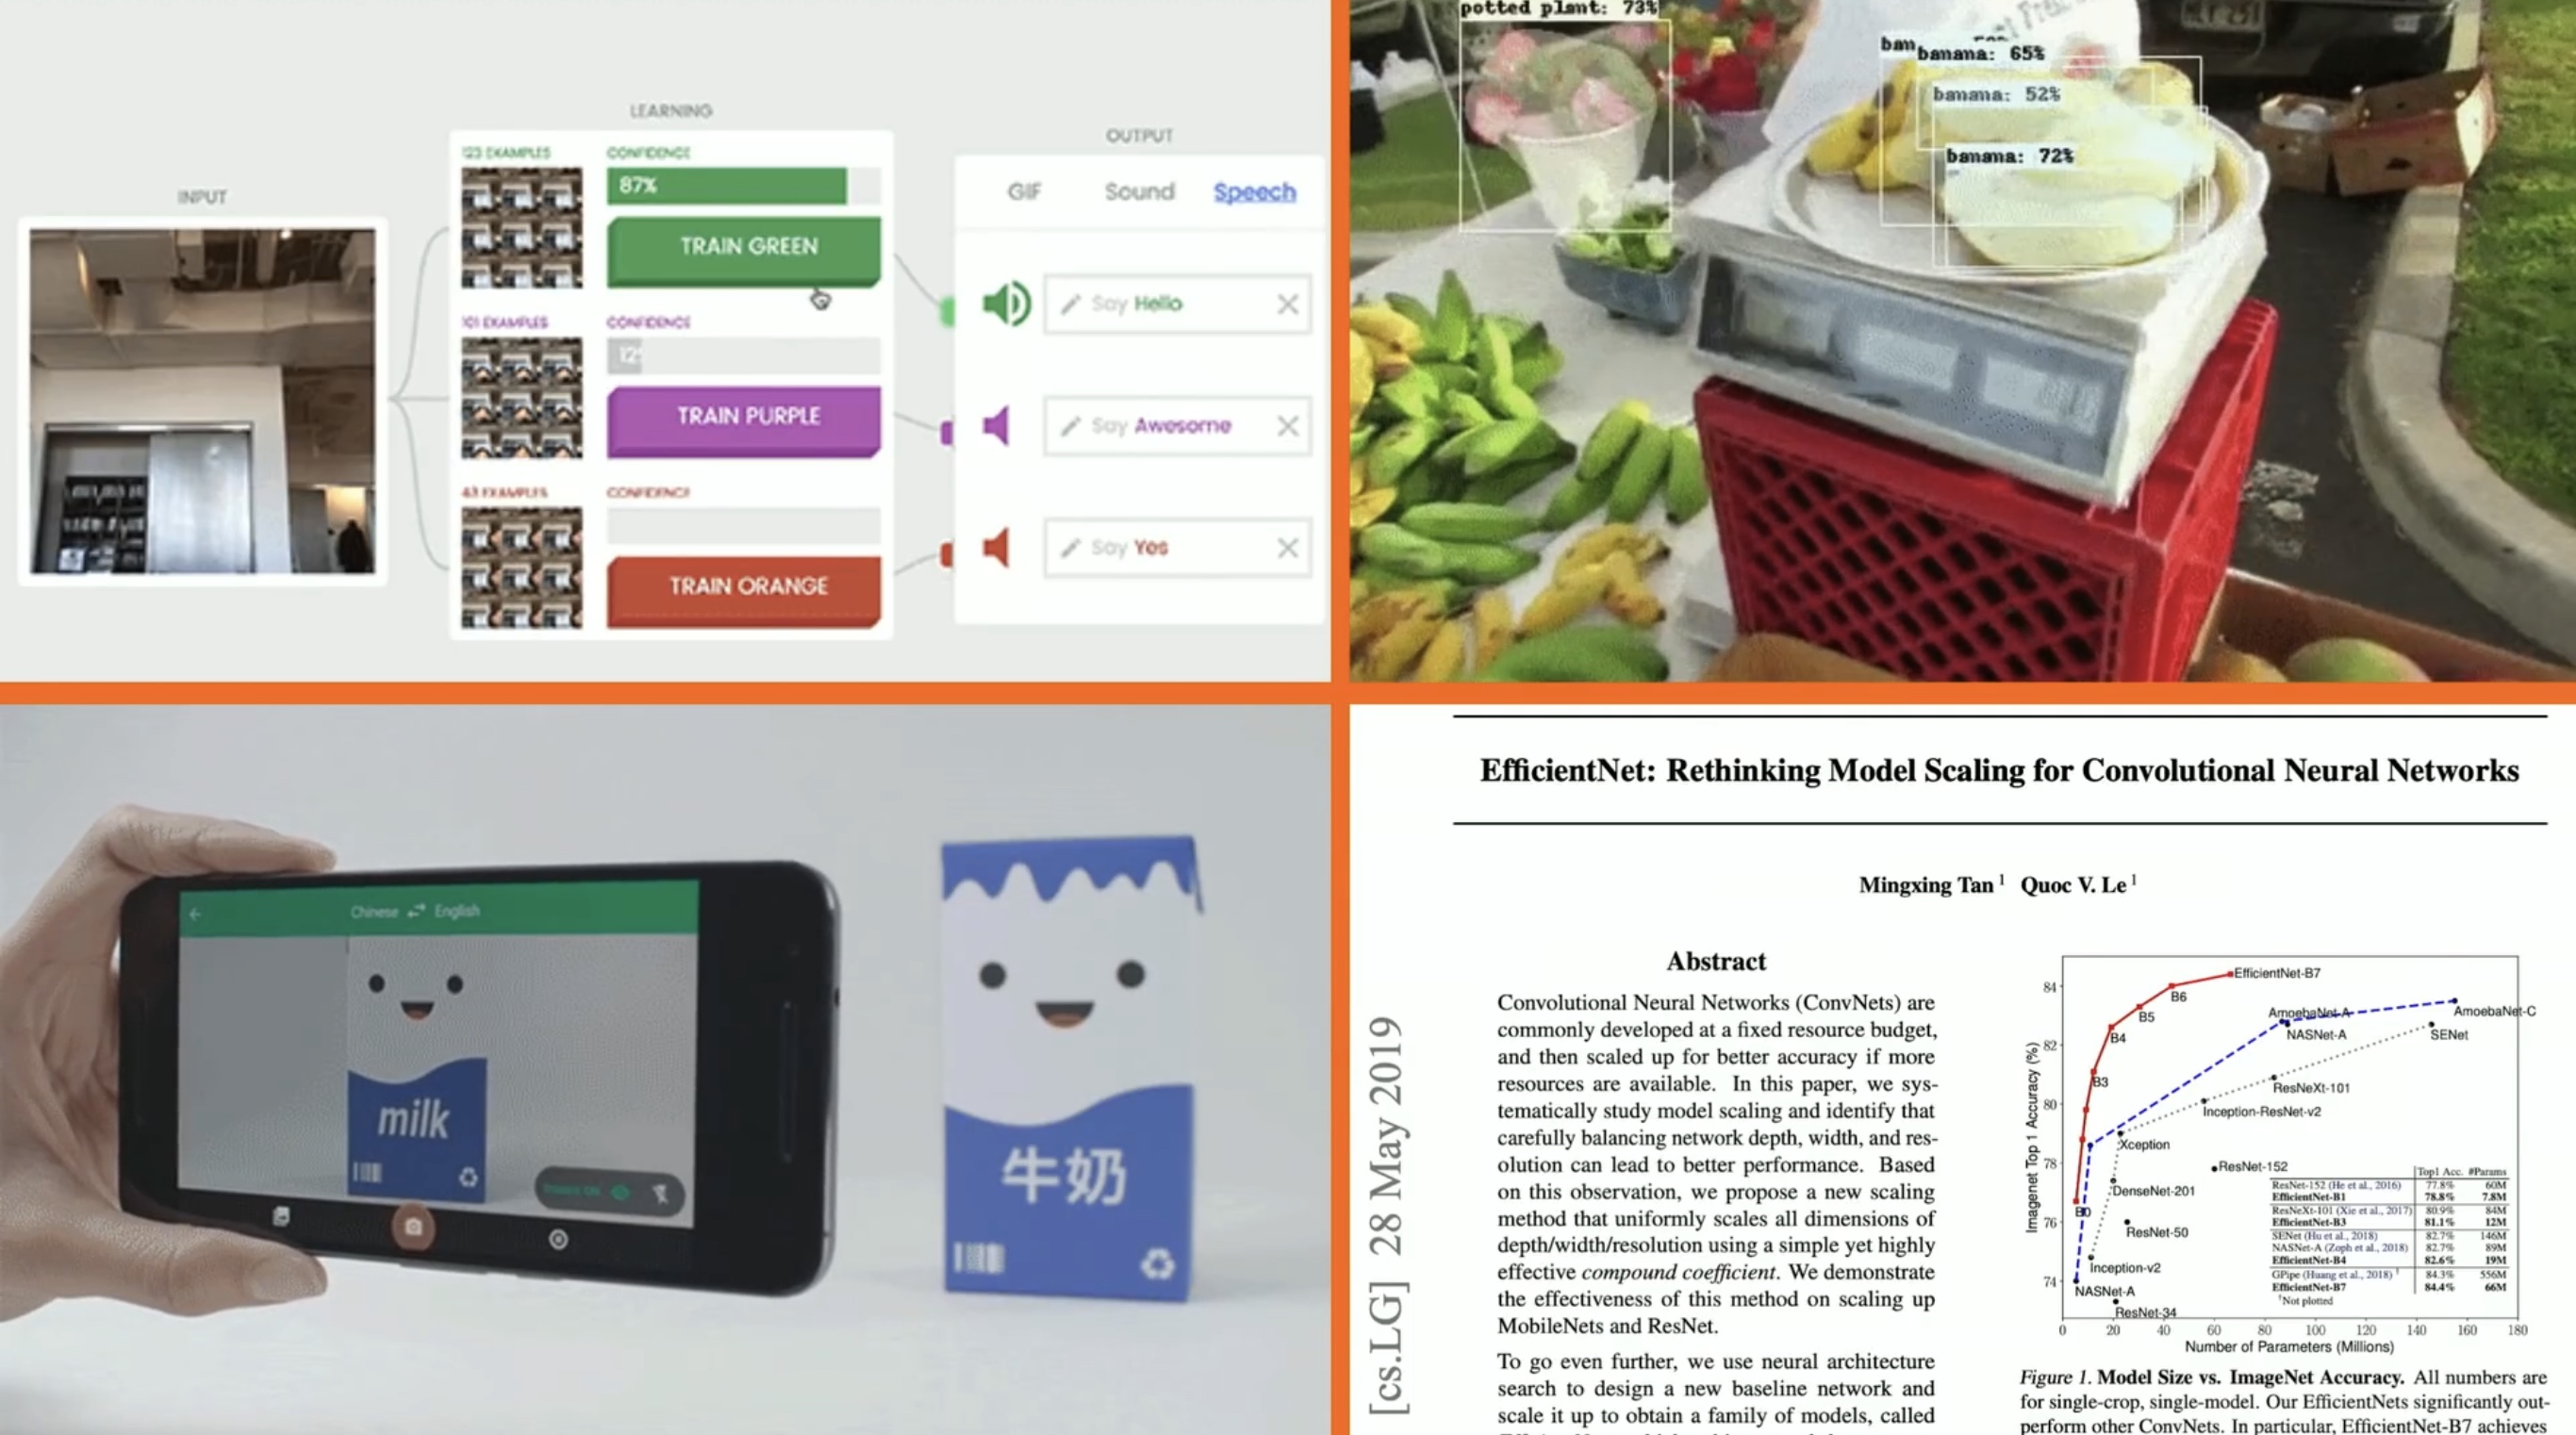 LEARNING
INPUT
OUTPUT
123 EXAMPLES
CONFIDENCE
87%
TRAIN GREEN
101 EXAMPLES
CONFIDENCE
TRAIN PURPLE
43 EXAMPLES
CONFIDENCE
TRAIN ORANGE
GIF Sound Speech
Say Hello
Say Awesome
Say Yes
potted plant: 73%
banana: 65%
banana: 52%
banana: 72%
Chinese English
milk
牛奶
EfficientNet: Rethinking Model Scaling for Convolutional Neural Networks
Mingxing Tan 1 Quoc V. Le 1
[cs.LG] 28 May 2019
Abstract
Convolutional Neural Networks (ConvNets) are
commonly developed at a fixed resource budget,
and then scaled up for better accuracy if more
resources are available. In this paper, we sys-
tematically study model scaling and identify that
carefully balancing network depth, width, and res-
olution can lead to better performance. Based
on this observation, we propose a new scaling
method that uniformly scales all dimensions of
depth/width/resolution using a simple yet highly
effective compound coefficient. We demonstrate
the effectiveness of this method on scaling up
MobileNets and ResNet.
To go even further, we use neural architecture
search to design a new baseline network and
scale it up to obtain a family of models, called
Imagenet Top 1 Accuracy (%)
84
82
80
78
76
74
EfficientNet-B7
B6
B5
B4
B3
B0
AmoebaNet-A
AmoebaNet-C
NASNet-A
SENet
ResNeXt-101
Inception-ResNet-v2
Xception
ResNet-152
DenseNet-201
ResNet-50
Inception-v2
NASNet-A
ResNet-34
Top1 Acc. #Params
ResNet-152 (He et al., 2016) 77.8% 60M
EfficientNet-B1 78.8% 7.8M
ResNeXt-101 (Xie et al., 2017) 80.9% 84M
EfficientNet-B3 81.1% 12M
SENet (Hu et al., 2018) 82.7% 146M
NASNet-A (Zoph et al., 2018) 82.7% 89M
EfficientNet-B4 82.6% 19M
GPipe (Huang et al., 2018) † 84.3% 556M
EfficientNet-B7 84.4% 66M
†Not plotted
0 20 40 60 80 100 120 140 160 180
Number of Parameters (Millions)
Figure 1. Model Size vs. ImageNet Accuracy. All numbers are
for single-crop, single-model. Our EfficientNets significantly out-
perform other ConvNets. In particular, EfficientNet-B7 achieves